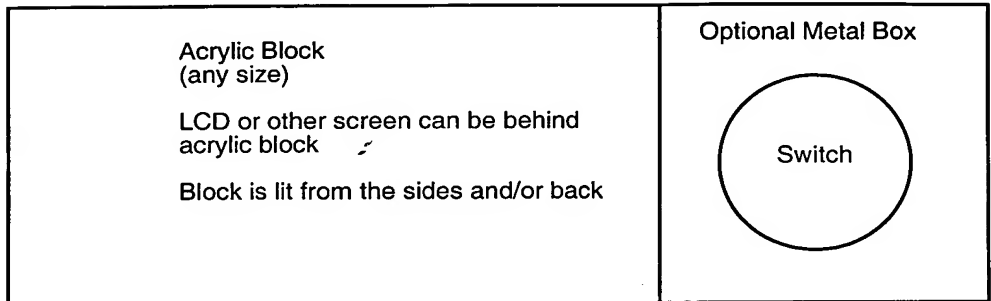 Acrylic Block
(any size)
LCD or other screen can be behind
acrylic block
Block is lit from the sides and/or back
Optional Metal Box
Switch